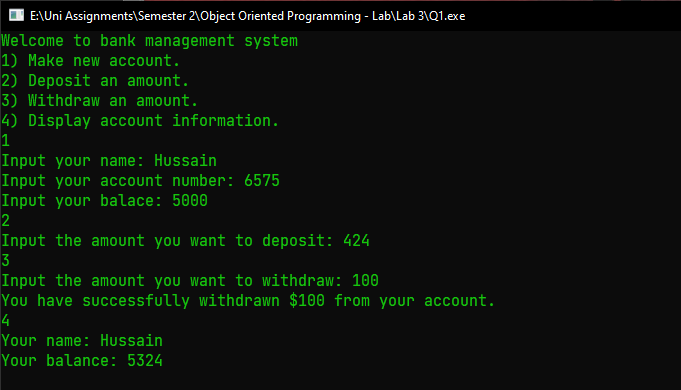 E:\Uni Assignments\Semester 2\Object Oriented Programming - Lab\Lab 3\Q1.exe
Welcome to bank management system
1) Make new account.
2) Deposit an amount.
3) Withdraw an amount.
4) Display account information.
1
Input your name: Hussain
Input your account number: 6575
Input your balace: 5000
2
Input the amount you want to deposit: 424
3
Input the amount you want to withdraw: 100
You have successfully withdrawn $100 from your account.
4
Your name: Hussain
Your balance: 5324